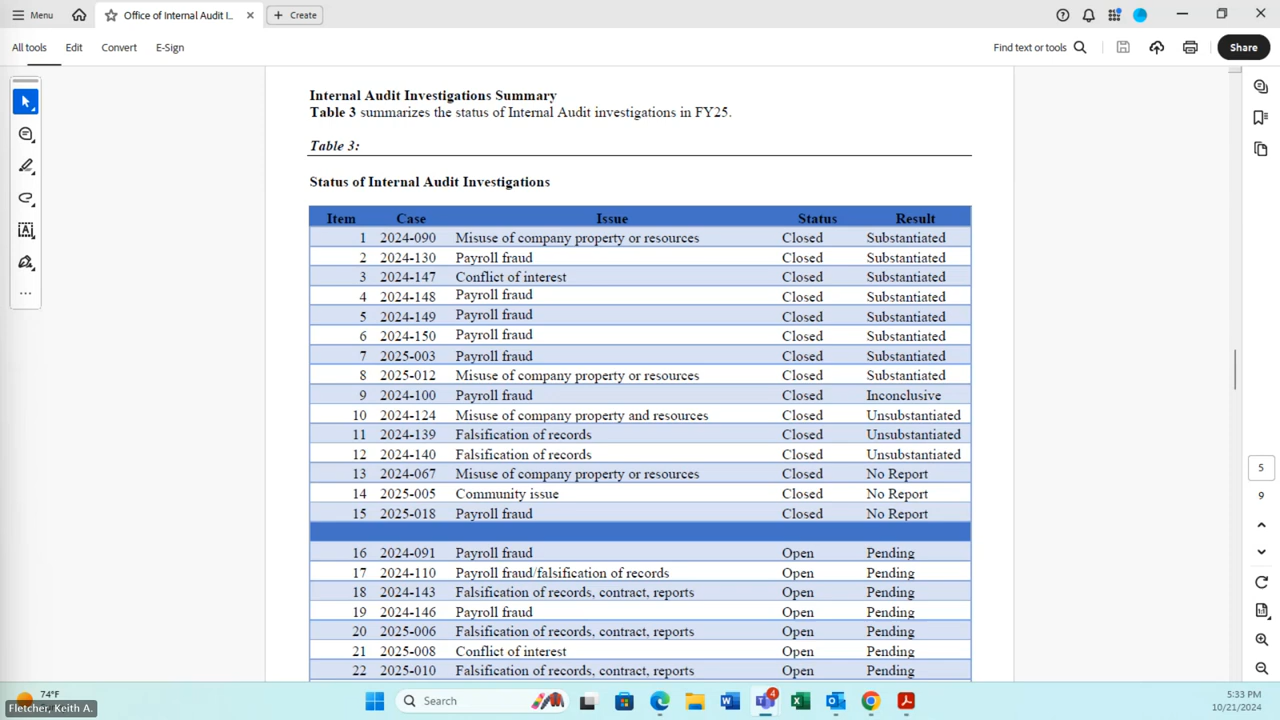 Menu
Office of Internal Audit I...
Create
All tools
Edit
Convert
E-Sign
Find text or tools
Share
Internal Audit Investigations Summary
Table 3 summarizes the status of Internal Audit investigations in FY25.
Table 3:
Status of Internal Audit Investigations
Item Case Issue Status Result
1 2024-090 Misuse of company property or resources Closed Substantiated
2 2024-130 Payroll fraud Closed Substantiated
3 2024-147 Conflict of interest Closed Substantiated
4 2024-148 Payroll fraud Closed Substantiated
5 2024-149 Payroll fraud Closed Substantiated
6 2024-150 Payroll fraud Closed Substantiated
7 2025-003 Payroll fraud Closed Substantiated
8 2025-012 Misuse of company property or resources Closed Substantiated
9 2024-100 Payroll fraud Closed Inconclusive
10 2024-124 Misuse of company property and resources Closed Unsubstantiated
11 2024-139 Falsification of records Closed Unsubstantiated
12 2024-140 Falsification of records Closed Unsubstantiated
13 2024-067 Misuse of company property or resources Closed No Report
14 2025-005 Community issue Closed No Report
15 2025-018 Payroll fraud Closed No Report
16 2024-091 Payroll fraud Open Pending
17 2024-110 Payroll fraud/falsification of records Open Pending
18 2024-143 Falsification of records, contract, reports Open Pending
19 2024-146 Payroll fraud Open Pending
20 2025-006 Falsification of records, contract, reports Open Pending
21 2025-008 Conflict of interest Open Pending
22 2025-010 Falsification of records, contract, reports Open Pending
5
9
74°F
Fletcher, Keith A.
Search
4
5:33 PM
10/21/2024